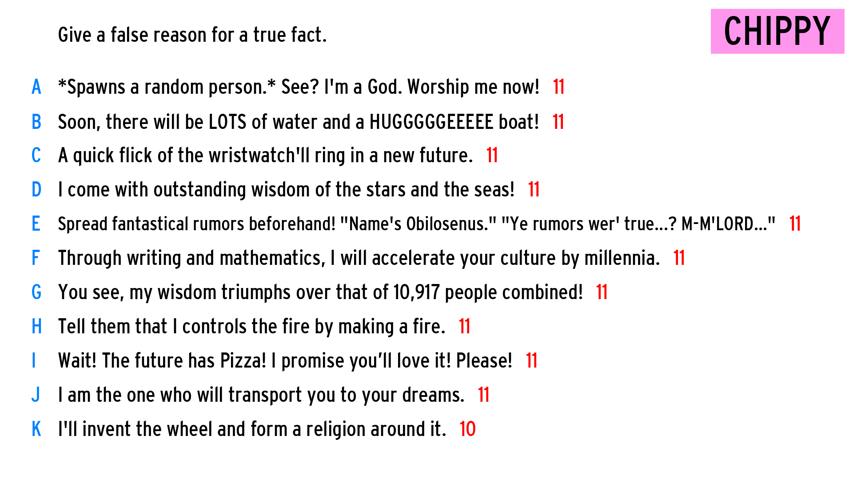 CHIPPY
Give a false reason for a true fact.
A *Spawns a random person.* See? I'm a God. Worship me now! 11
B Soon, there will be LOTS of water and a HUGGGGGEEEEE boat! 11
C A quick flick of the wristwatch'll ring in a new future. 11
D I come with outstanding wisdom of the stars and the seas! 11
E Spread fantastical rumors beforehand! "Name's Obilosenus." "Ye rumors wer' true...? M-M'LORD..." 11
F Through writing and mathematics, I will accelerate your culture by millennia. 11
G You see, my wisdom triumphs over that of 10,917 people combined! 11
H Tell them that I controls the fire by making a fire. 11
I Wait! The future has Pizza! I promise you’ll love it! Please! 11
J I am the one who will transport you to your dreams. 11
K I'll invent the wheel and form a religion around it. 10